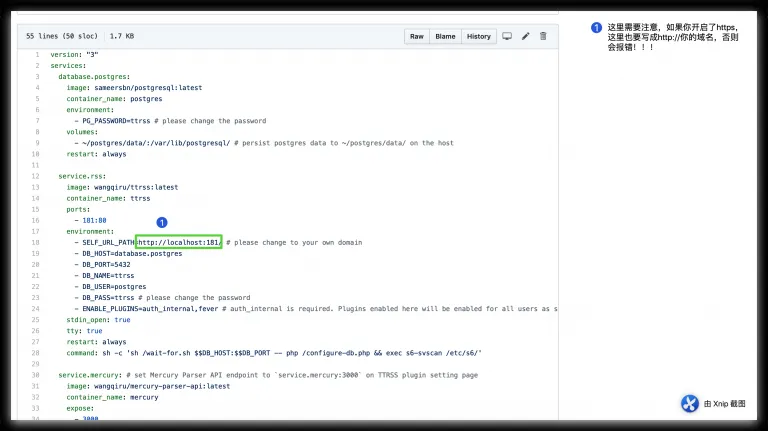 55 lines (50 sloc) 1.7 KB
Raw Blame History
1 version: "3"
2 services:
3 database.postgres:
4 image: sameersbn/postgresql:latest
5 container_name: postgres
6 environment:
7 - PG_PASSWORD=ttrss # please change the password
8 volumes:
9 - ~/postgres/data/:/var/lib/postgresql/ # persist postgres data to ~/postgres/data/ on the host
10 restart: always
11
12 service.rss:
13 image: wangqiru/ttrss:latest
14 container_name: ttrss
15 ports:
16 - 181:80
17 environment:
18 - SELF_URL_PATH=http://localhost:181/ # please change to your own domain
19 - DB_HOST=database.postgres
20 - DB_PORT=5432
21 - DB_NAME=ttrss
22 - DB_USER=postgres
23 - DB_PASS=ttrss # please change the password
24 - ENABLE_PLUGINS=auth_internal,fever # auth_internal is required. Plugins enabled here will be enabled for all users as s
25 stdin_open: true
26 tty: true
27 restart: always
28 command: sh -c 'sh /wait-for.sh $$DB_HOST:$$DB_PORT -- php /configure-db.php && exec s6-svscan /etc/s6/'
29
30 service.mercury: # set Mercury Parser API endpoint to `service.mercury:3000` on TTRSS plugin setting page
31 image: wangqiru/mercury-parser-api:latest
32 container_name: mercury
33 expose:
34 - 3000
1
1 这里需要注意，如果你开启了https，
这里也要写成http://你的域名，否则
会报错！！！
由 Xnip 截图